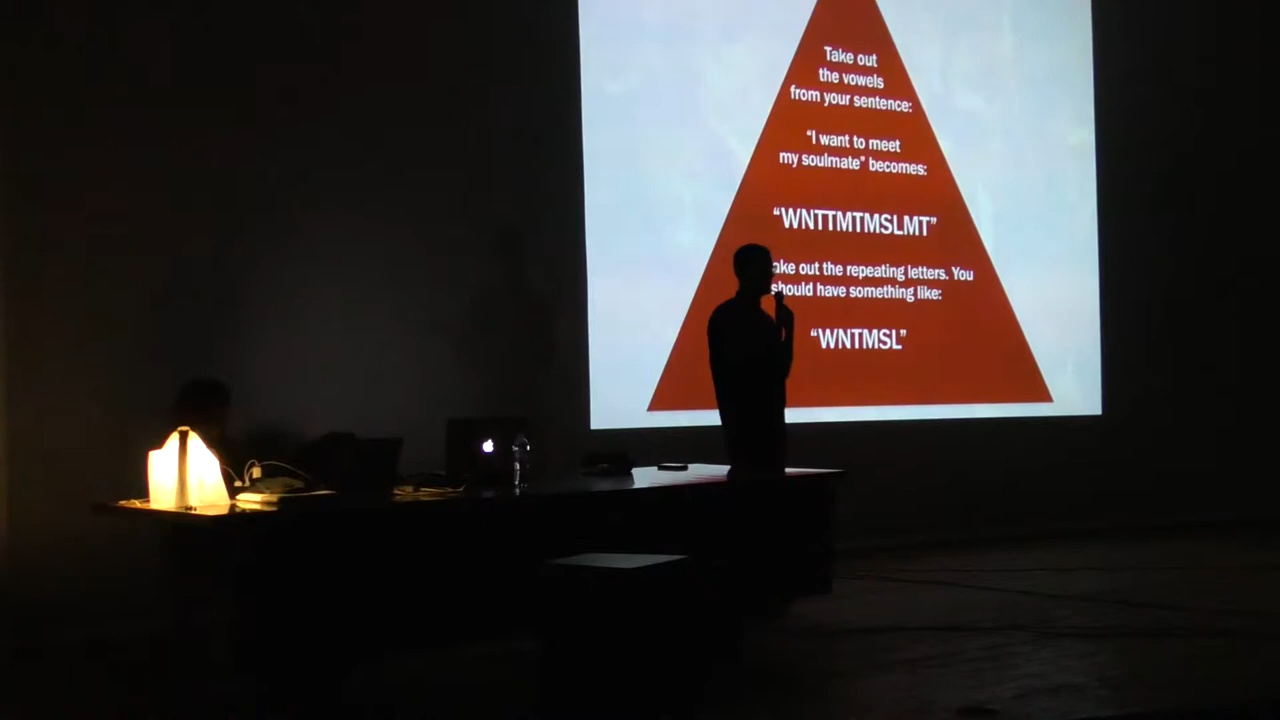 Take out
the vowels
from your sentence:
“I want to meet
my soulmate” becomes:
“WNTTMTMSLMT”
ake out the repeating letters. You
should have something like:
“WNTMSL”